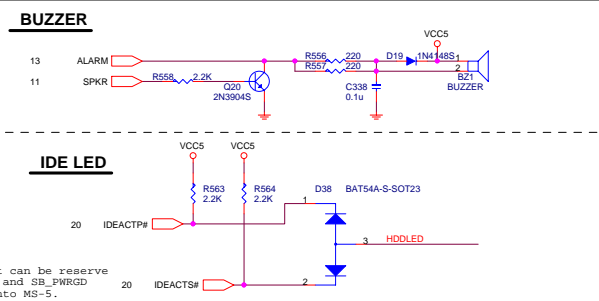 BUZZER
VCC5
13 ALARM R556 220 D19 1N4148S 1
R557 220 2
11 SPKR R558 2.2K BZ1
Q20 C338 BUZZER
2N3904S 0.1u
IDE LED
VCC5 VCC5
R563 R564 D38 BAT54A-S-SOT23
2.2K 2.2K 1
20 IDEACTP#
3 HDDLED
t can be reserve
and SB_PWRGD
20 IDEACTS# 2
nto MS-5.